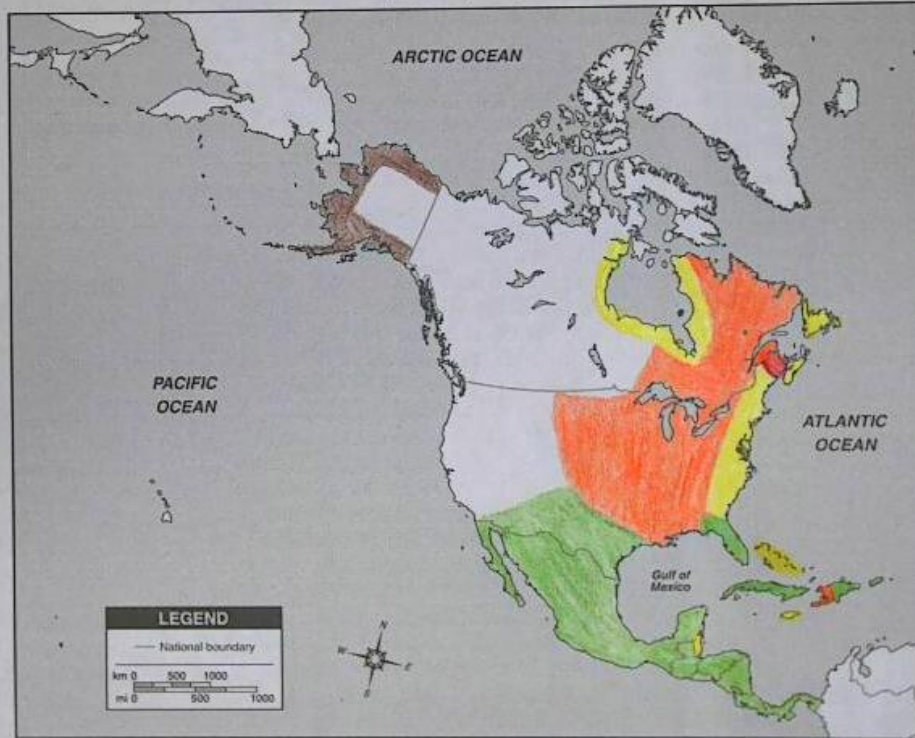 ARCTIC OCEAN
PACIFIC
OCEAN
ATLANTIC
OCEAN
Gulf of
Mexico
LEGEND
National boundary
km 0 500 1000
mi 0 500 1000
N
W E
S